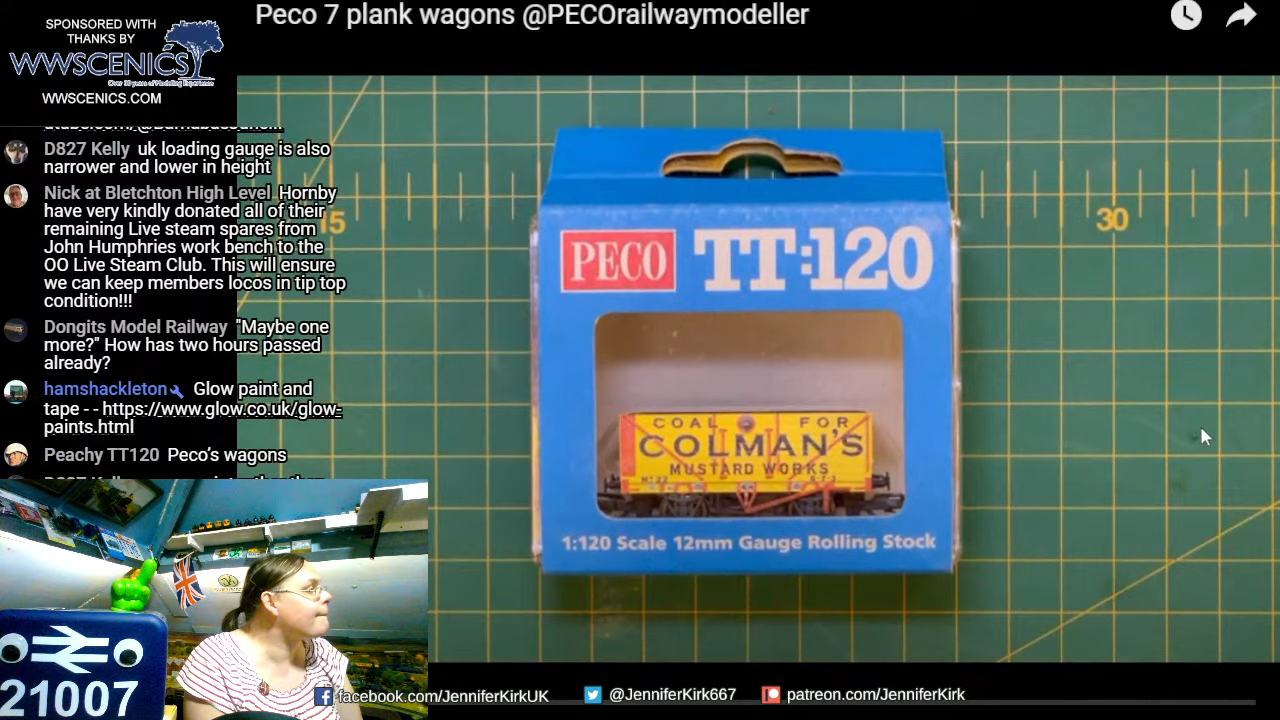 SPONSORED WITH
THANKS BY
WWSCENICS
WWSCENICS.COM
Peco 7 plank wagons @PECOrailwaymodeller
D827 Kelly uk loading gauge is also
narrower and lower in height
Nick at Bletchton High Level Hornby
have very kindly donated all of their
remaining Live steam spares from
John Humphries work bench to the
OO Live Steam Club. This will ensure
we can keep members locos in tip top
condition!!!
Dongits Model Railway "Maybe one
more?" How has two hours passed
already?
hamshackleton Glow paint and
tape - - https://www.glow.co.uk/glow-
paints.html
Peachy TT120 Peco's wagons
15
30
PECO TT:120
COAL FOR
COLMAN'S
MUSTARD WORKS
Nº 22
1:120 Scale 12mm Gauge Rolling Stock
21007
facebook.com/JenniferKirkUK
@JenniferKirk667
patreon.com/JenniferKirk